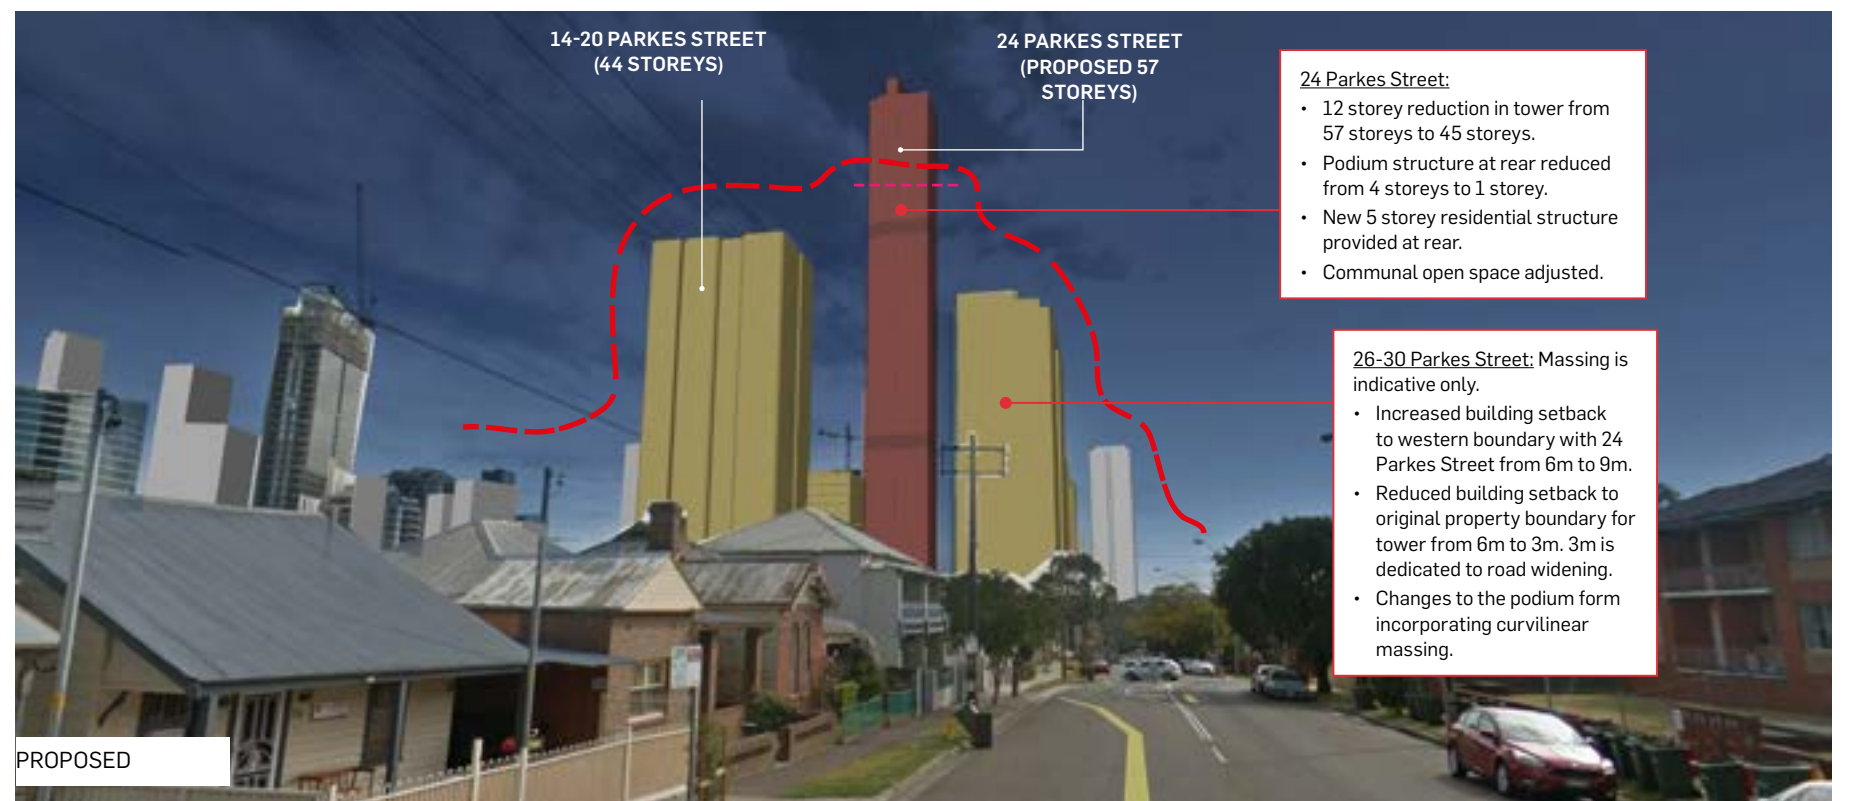 14-20 PARKES STREET
(44 STOREYS)
24 PARKES STREET
(PROPOSED 57
STOREYS)
24 Parkes Street:
• 12 storey reduction in tower from
57 storeys to 45 storeys.
• Podium structure at rear reduced
from 4 storeys to 1 storey.
• New 5 storey residential structure
provided at rear.
• Communal open space adjusted.
26-30 Parkes Street: Massing is
indicative only.
• Increased building setback
to western boundary with 24
Parkes Street from 6m to 9m.
• Reduced building setback to
original property boundary for
tower from 6m to 3m. 3m is
dedicated to road widening.
• Changes to the podium form
incorporating curvilinear
massing.
PROPOSED